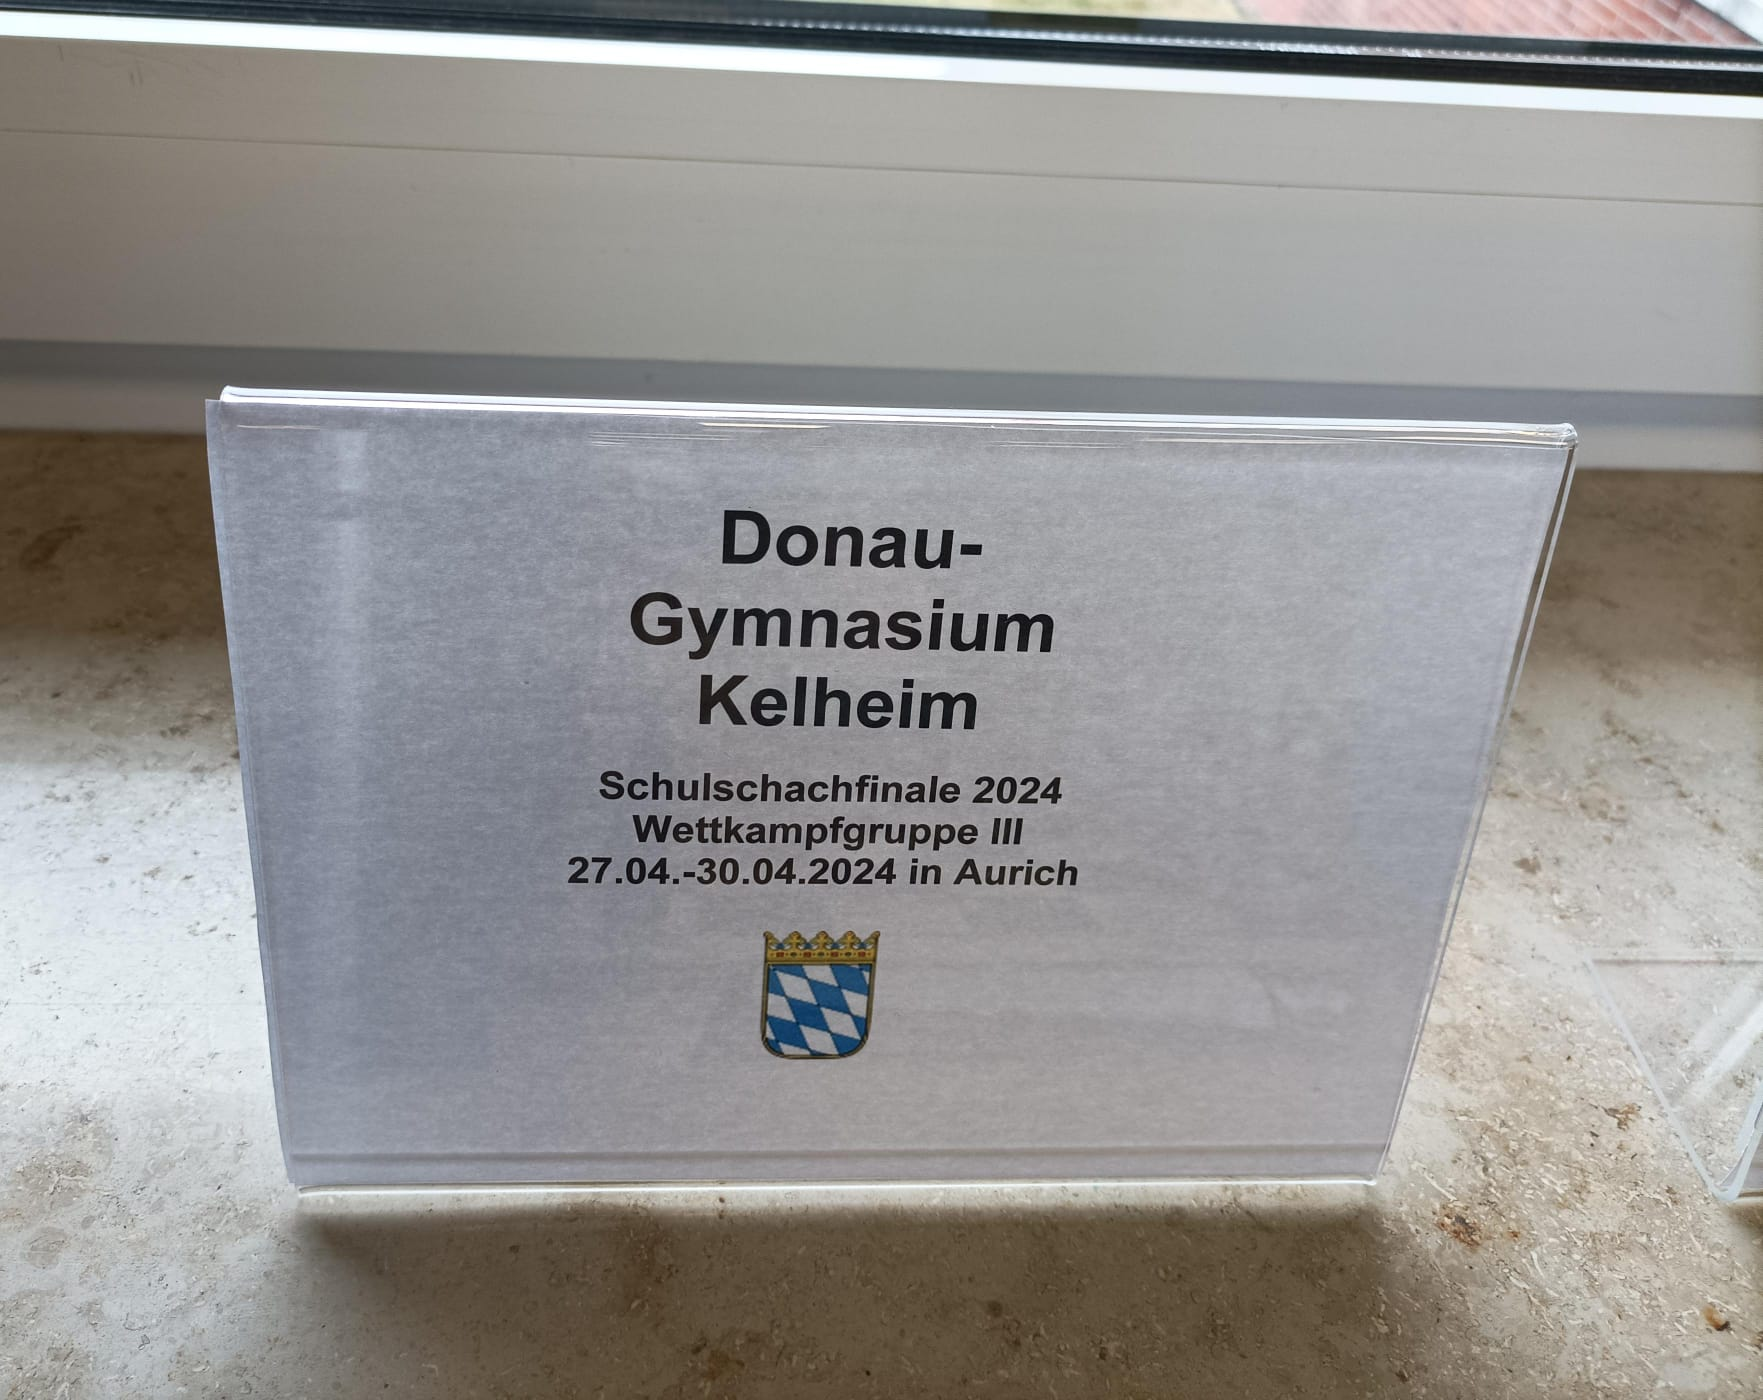 Donau-
Gymnasium
Kelheim
Schulschachfinale 2024
Wettkampfgruppe III
27.04.-30.04.2024 in Aurich